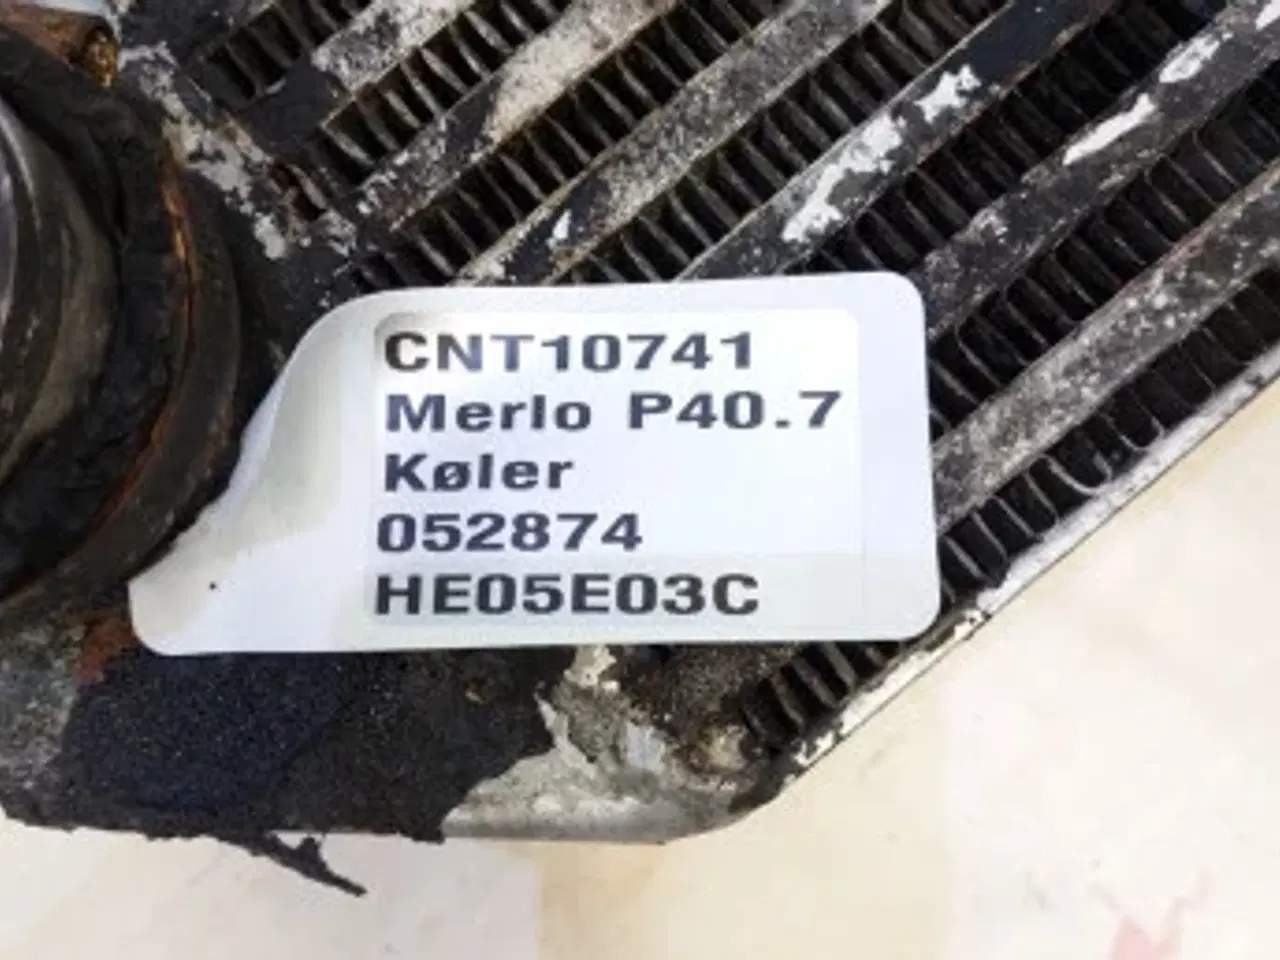 CNT10741
Merlo P40.7
Køler
052874
HE05E03C